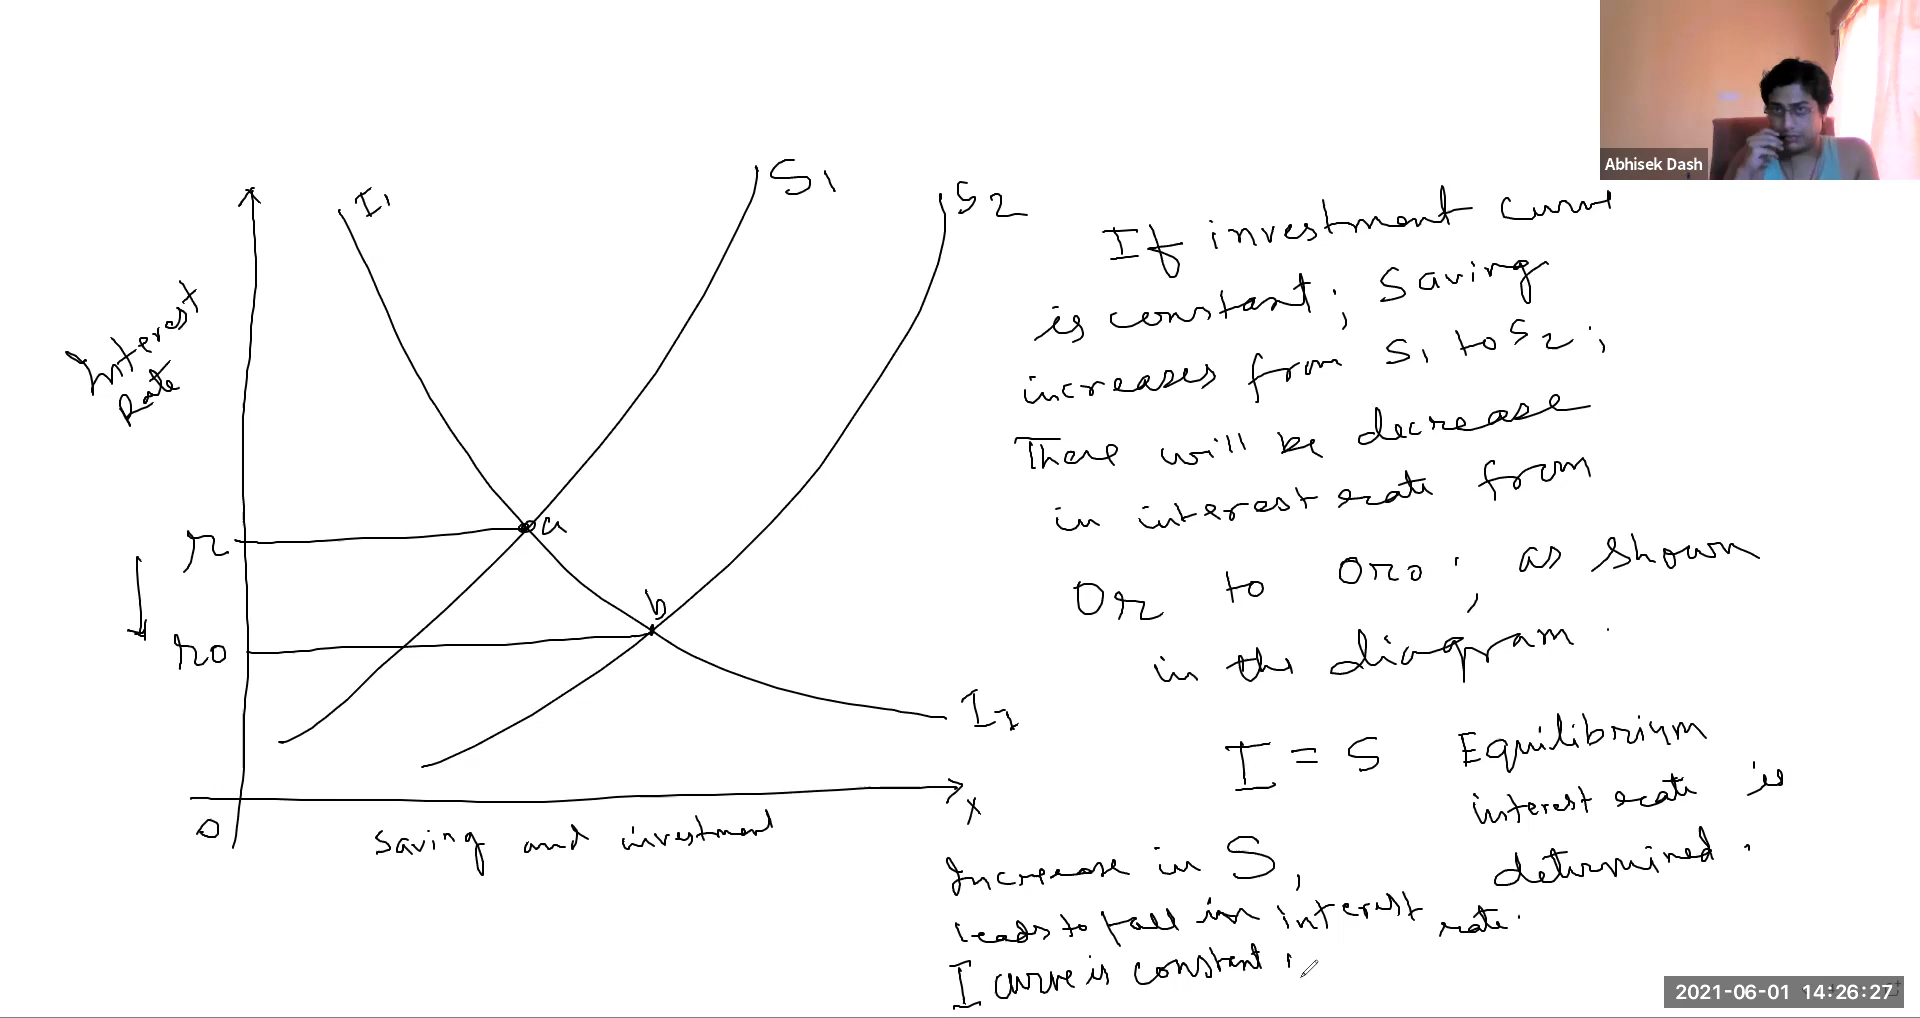 Abhisek Dash
I1
S1
S2
Interest
Rate
a
r
b
r0
I1
0
X
Saving and investment
If investment curve
is constant; Saving
increases from S1 to S2;
There will be decrease
in interest rate from
Or to Oro; as shown
in the diagram.
I = S Equilibrium
interest rate is
determined.
Increase in S,
leads to fall in interest rate.
I curve is constant.
2021-06-01 14:26:27